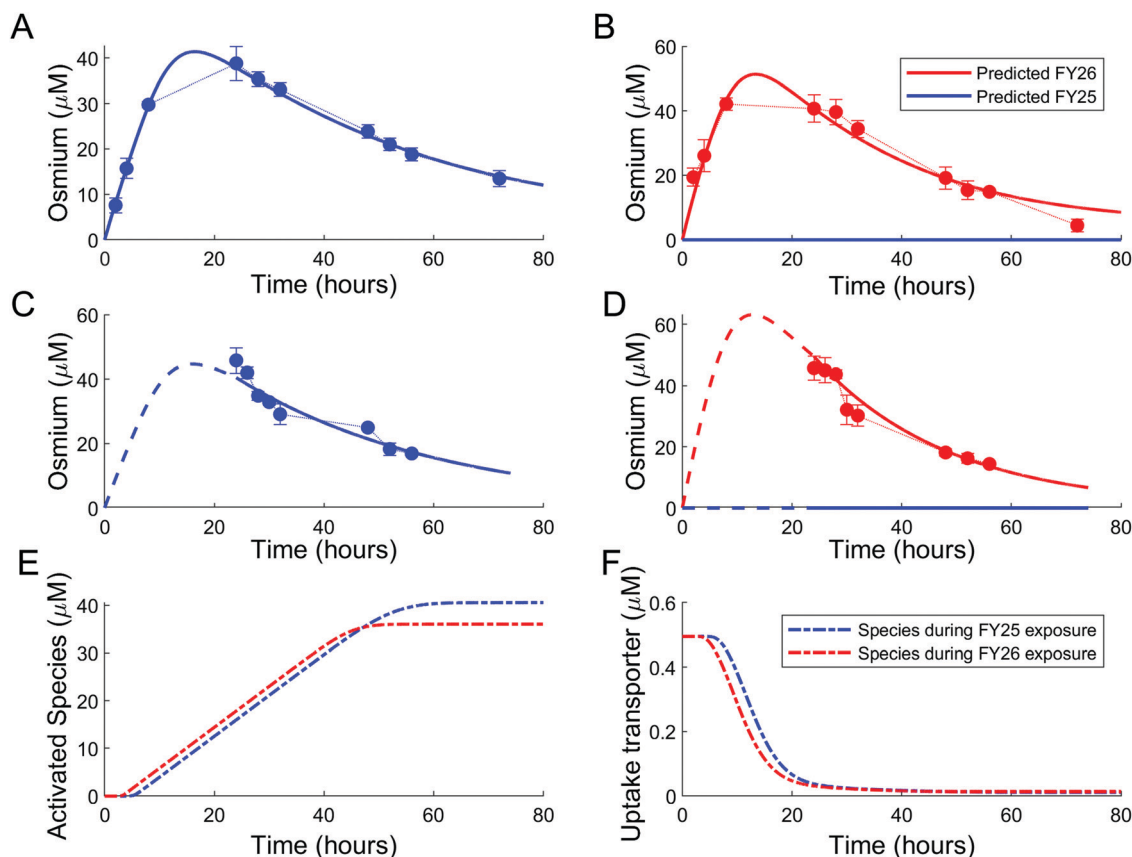 A
Osmium (μM)
40
30
20
10
0
0
20
40
60
80
Time (hours)
B
Osmium (μM)
60
40
20
0
0
20
40
60
80
Time (hours)
Predicted FY26
Predicted FY25
C
Osmium (μM)
60
40
20
0
0
20
40
60
80
Time (hours)
D
Osmium (μM)
60
40
20
0
0
20
40
60
80
Time (hours)
E
Activated Species (μM)
40
30
20
10
0
0
20
40
60
80
Time (hours)
F
Uptake transporter (μM)
0.6
0.4
0.2
0
0
20
40
60
80
Time (hours)
Species during FY25 exposure
Species during FY26 exposure